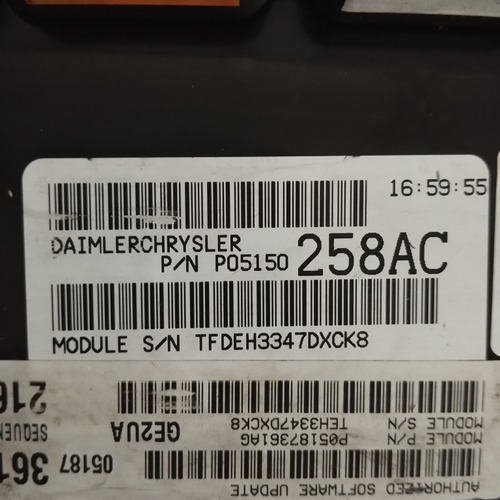 16:59:55
DAIMLERCHRYSLER
P/N P05150 258AC
MODULE S/N TFDEH3347DXCK8
AUTHORIZED SOFTWARE UPDATE
MODULE P/N P05187361AG
MODULE S/N TEH3347DXCK8
GE2UA
05187 361
SEQUEN
216